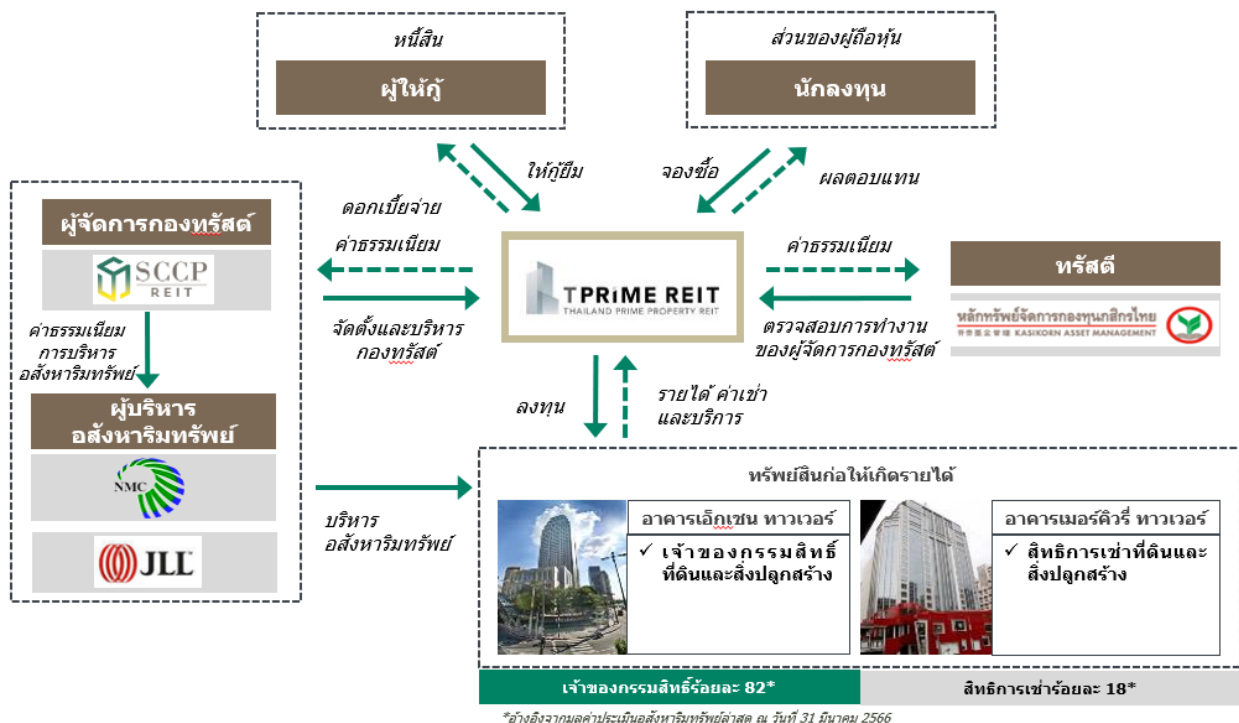 หนี้สิน
ผู้ให้กู้
ส่วนของผู้ถือหุ้น
นักลงทุน
ให้กู้ยืม
จองซื้อ
ผลตอบแทน
ดอกเบี้ยจ่าย
ผู้จัดการกองทรัสต์
SCCP
REIT
ค่าธรรมเนียม
TPRIME REIT
THAILAND PRIME PROPERTY REIT
ค่าธรรมเนียม
ทรัสตี
หลักทรัพย์จัดการกองทุนกสิกรไทย
KASIKORN ASSET MANAGEMENT
จัดตั้งและบริหาร
กองทรัสต์
ตรวจสอบการทำงาน
ของผู้จัดการกองทรัสต์
ค่าธรรมเนียม
การบริหาร
อสังหาริมทรัพย์
ผู้บริหาร
อสังหาริมทรัพย์
NMC
JLL
ลงทุน
รายได้ ค่าเช่า
และบริการ
บริหาร
อสังหาริมทรัพย์
ทรัพย์สินก่อให้เกิดรายได้
อาคารเอ็กเชน ทาวเวอร์
✓ เจ้าของกรรมสิทธิ์
ที่ดินและสิ่งปลูกสร้าง
อาคารเมอร์คิวรี่ ทาวเวอร์
✓ สิทธิการเช่าที่ดินและ
สิ่งปลูกสร้าง
เจ้าของกรรมสิทธิ์ร้อยละ 82*
สิทธิการเช่าร้อยละ 18*
*อ้างอิงจากมูลค่าประเมินอสังหาริมทรัพย์ล่าสุด ณ วันที่ 31 มีนาคม 2566